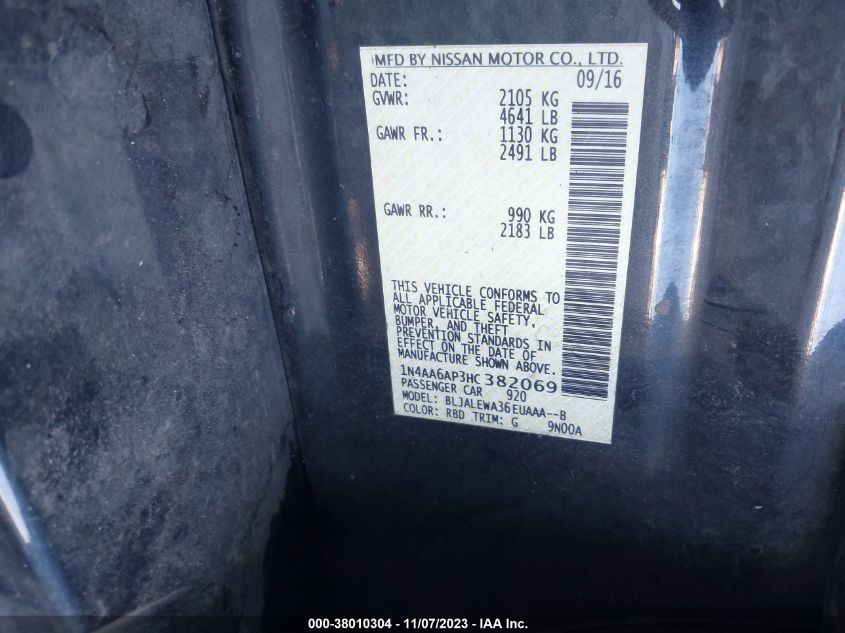 MFD BY NISSAN MOTOR CO., LTD.
DATE: 09/16
GVWR: 2105 KG
4641 LB
GAWR FR.: 1130 KG
2491 LB
GAWR RR.: 990 KG
2183 LB
THIS VEHICLE CONFORMS TO
ALL APPLICABLE FEDERAL
MOTOR VEHICLE SAFETY,
BUMPER, AND THEFT
PREVENTION STANDARDS IN
EFFECT ON THE DATE OF
MANUFACTURE SHOWN ABOVE.
1N4AA6AP3HC 382069
PASSENGER CAR 920
MODEL: BLJALEWA36EUAAA--B
COLOR: RBD TRIM: G 9N00A
000-38010304 - 11/07/2023 - IAA Inc.